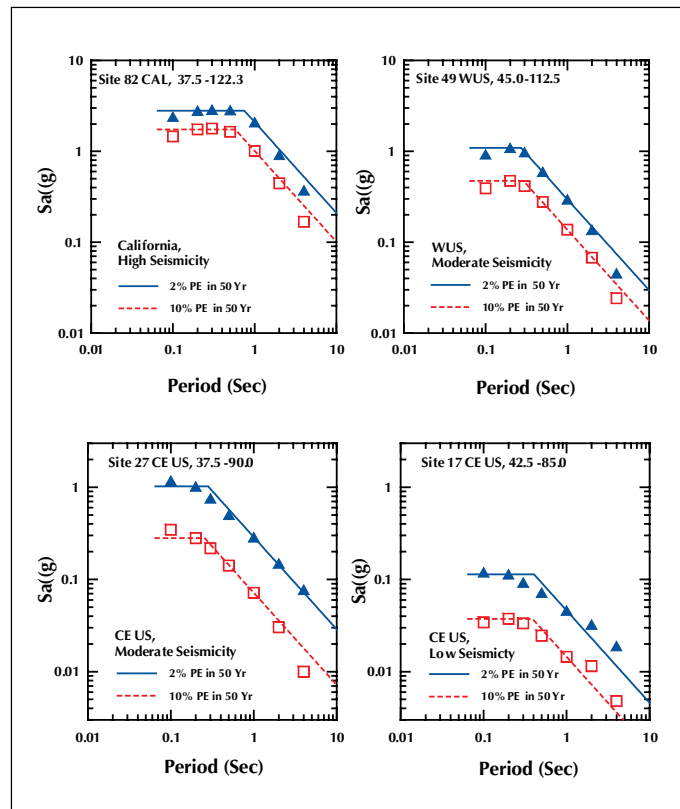 Site 82 CAL, 37.5 -122.3
10
1
0.1
0.01
Sa((g)
California,
High Seismicity
2% PE in 50 Yr
10% PE in 50 Yr
0.01 0.1 1 10
Period (Sec)
Site 49 WUS, 45.0-112.5
10
1
0.1
0.01
Sa((g)
WUS,
Moderate Seismicity
2% PE in 50 Yr
10% PE in 50 Yr
0.01 0.1 1 10
Period (Sec)
Site 27 CE US, 37.5 -90.0
1
0.1
0.01
Sa((g)
CE US,
Moderate Seismicity
2% PE in 50 Yr
10% PE in 50 Yr
0.01 0.1 1 10
Period (Sec)
Site 17 CE US, 42.5 -85.0
1
0.1
0.01
Sa((g)
CE US,
Low Seismicty
2% PE in 50 Yr
10% PE in 50 Yr
0.01 0.1 1 10
Period (Sec)